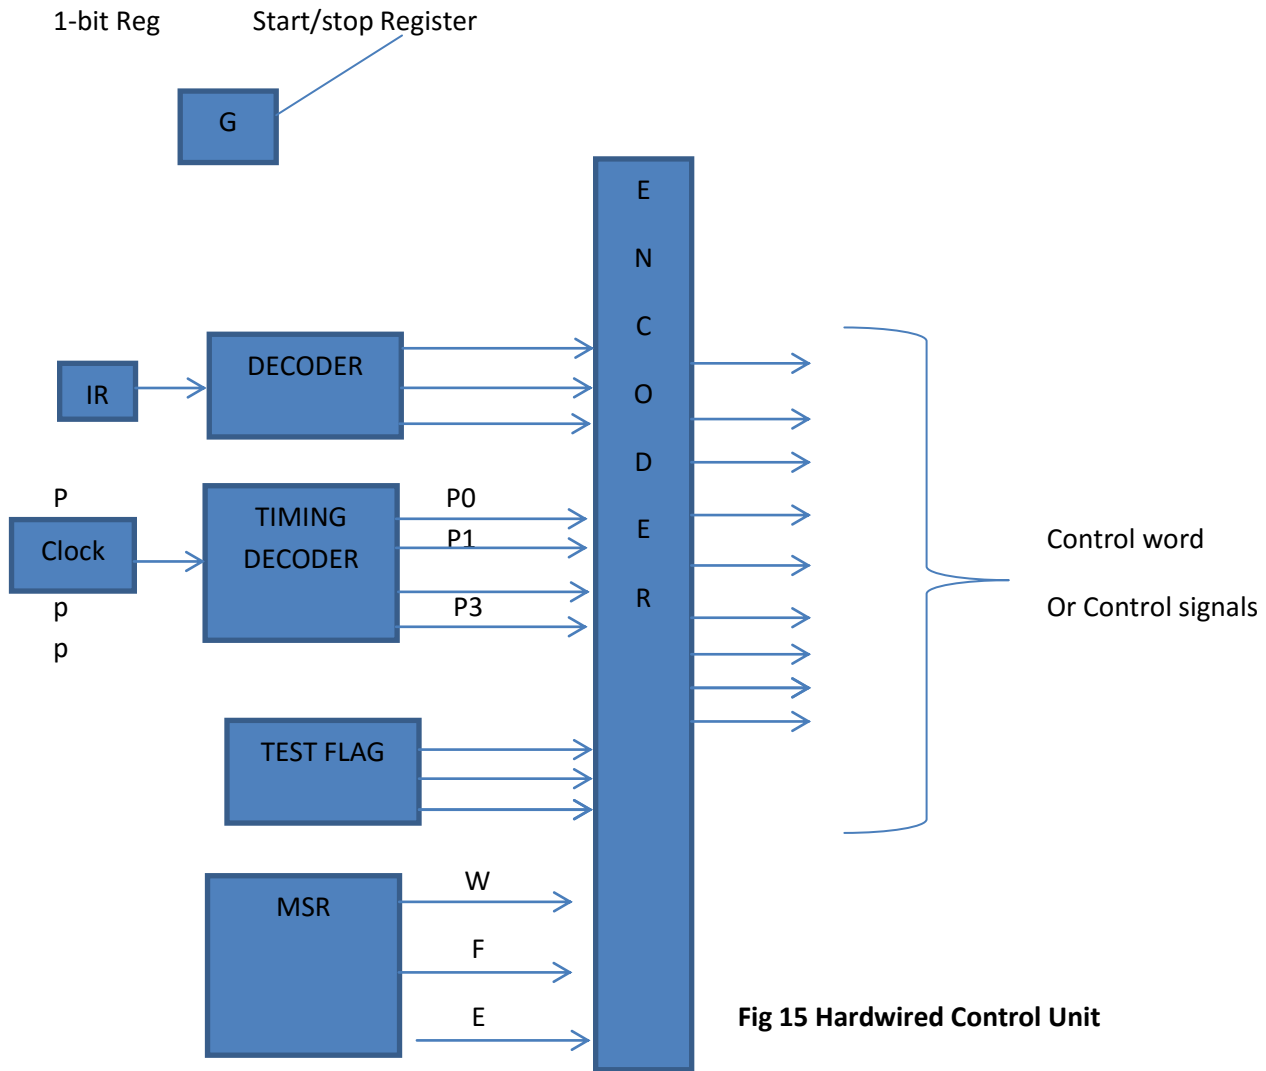 1-bit Reg Start/stop Register
G
E
N
C
O
D
E
R
DECODER
IR
P
Clock
p
p
TIMING
DECODER
P0
P1
P3
TEST FLAG
MSR
W
F
E
Control word
Or Control signals
Fig 15 Hardwired Control Unit